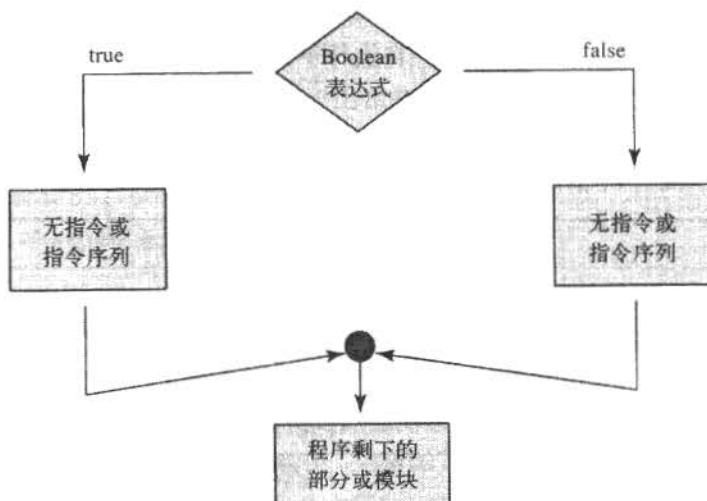 true
Boolean
表达式
false
无指令或
指令序列
无指令或
指令序列
程序剩下的
部分或模块